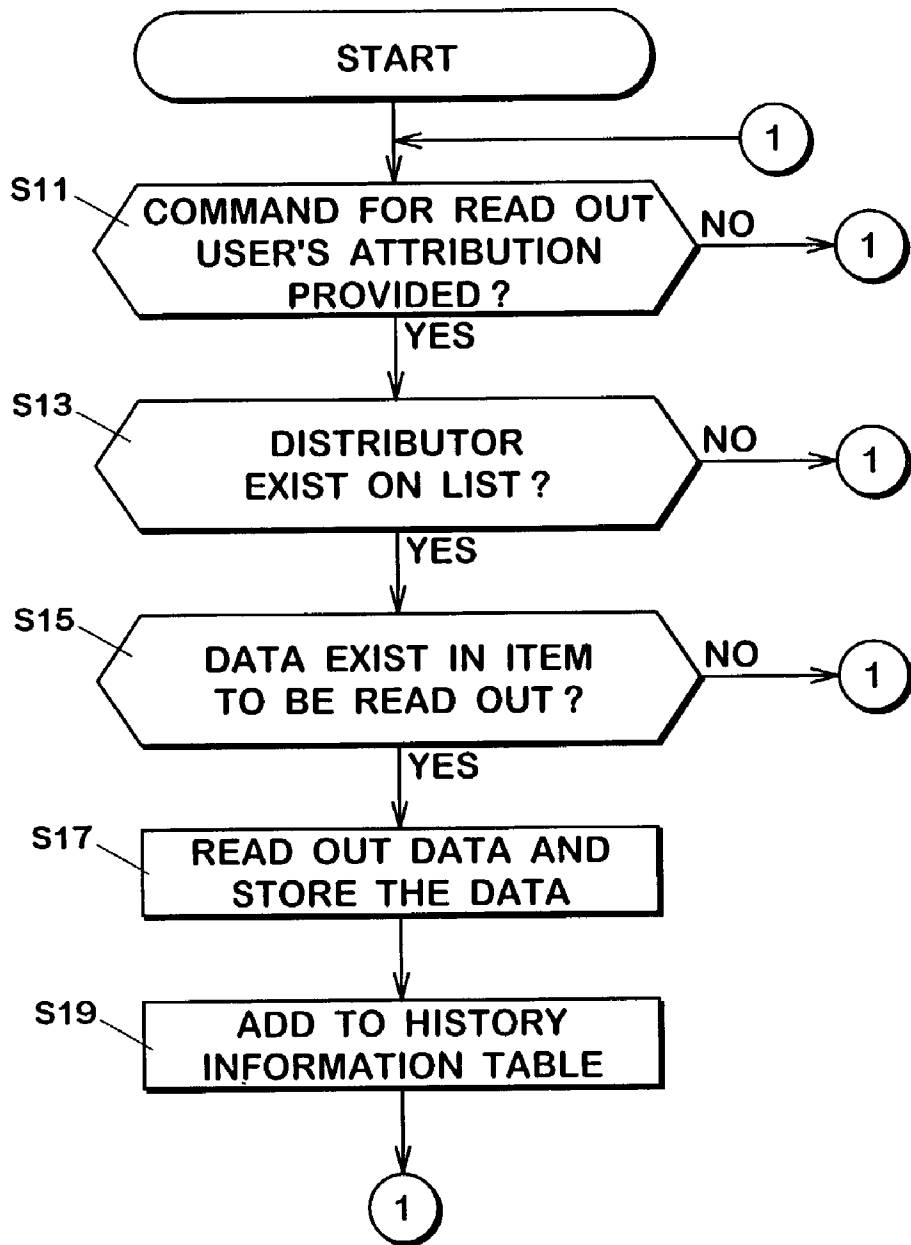 START
1
S11
COMMAND FOR READ OUT
USER'S ATTRIBUTION
PROVIDED ?
NO
1
YES
S13
DISTRIBUTOR
EXIST ON LIST ?
NO
1
YES
S15
DATA EXIST IN ITEM
TO BE READ OUT ?
NO
1
YES
S17
READ OUT DATA AND
STORE THE DATA
S19
ADD TO HISTORY
INFORMATION TABLE
1